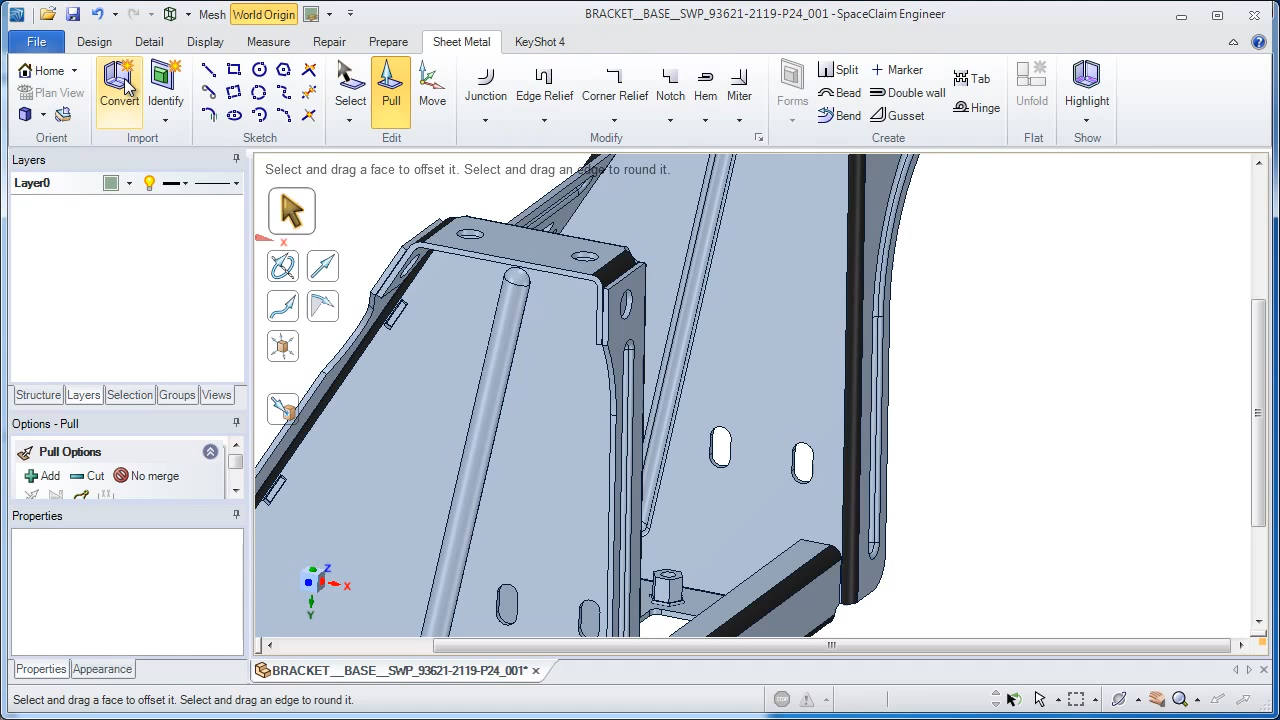 Mesh World Origin
BRACKET__BASE__SWP_93621-2119-P24_001 - SpaceClaim Engineer
File Design Detail Display Measure Repair Prepare Sheet Metal KeyShot 4
Home
Plan View
Orient
Convert
Identify
Import
Sketch
Select
Pull
Move
Edit
Junction
Edge Relief
Corner Relief
Notch
Hem
Miter
Modify
Forms
Split
Bead
Bend
Marker
Double wall
Gusset
Tab
Hinge
Create
Unfold
Flat
Highlight
Show
Layers
Layer0
Structure Layers Selection Groups Views
Options - Pull
Pull Options
Add Cut No merge
Properties
Properties Appearance
Select and drag a face to offset it. Select and drag an edge to round it.
X
Z
X
Y
BRACKET__BASE__SWP_93621-2119-P24_001*
Select and drag a face to offset it. Select and drag an edge to round it.